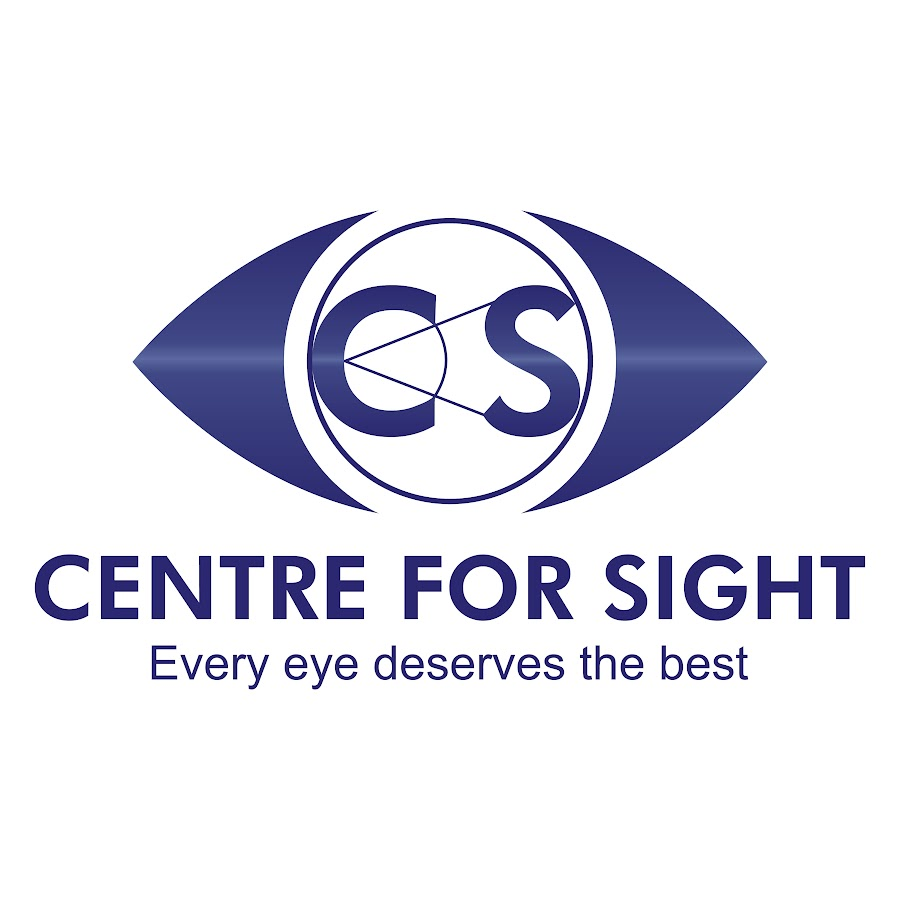 CS
CENTRE FOR SIGHT
Every eye deserves the best